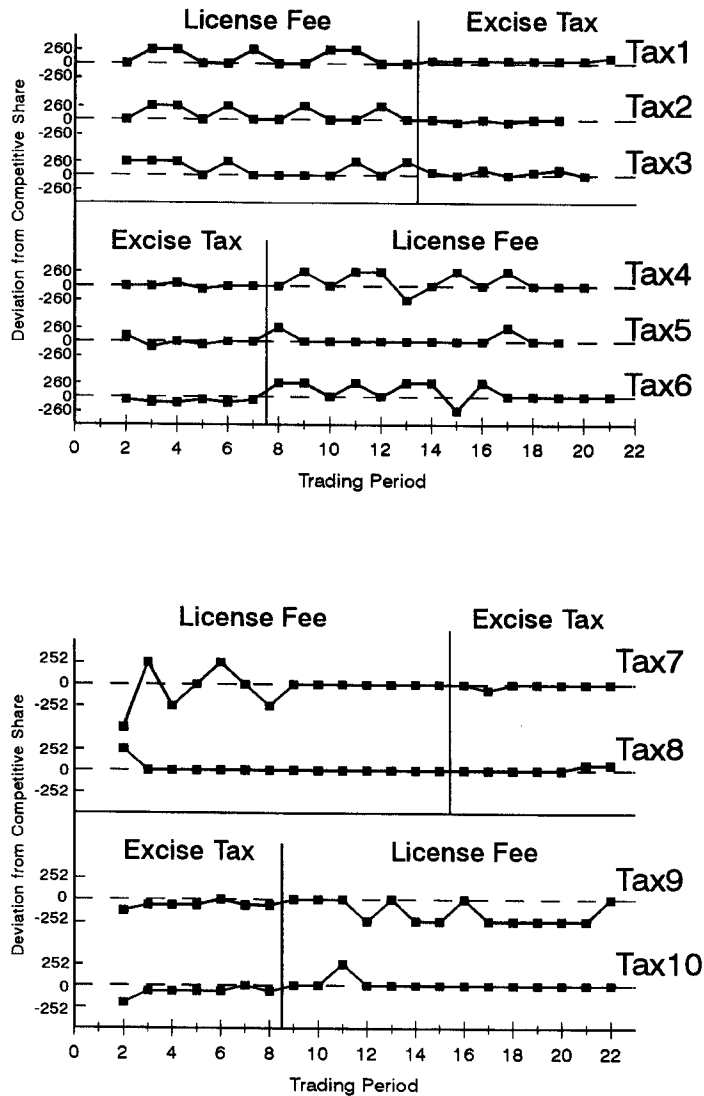 License Fee Excise Tax
260
0
-260
Tax1
260
0
-260
Tax2
260
0
-260
Tax3
Deviation from Competitive Share
Excise Tax License Fee
260
0
-260
Tax4
260
0
-260
Tax5
260
0
-260
Tax6
0 2 4 6 8 10 12 14 16 18 20 22
Trading Period
License Fee Excise Tax
252
0
-252
Tax7
252
0
-252
Tax8
Deviation from Competitive Share
Excise Tax License Fee
252
0
-252
Tax9
252
0
-252
Tax10
0 2 4 6 8 10 12 14 16 18 20 22
Trading Period